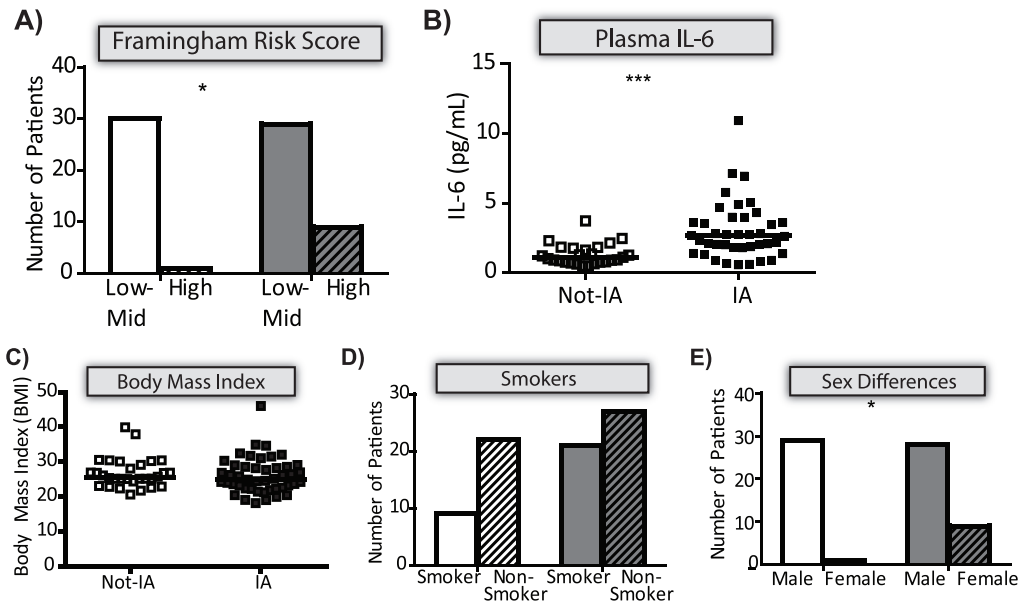 A)
Framingham Risk Score
40
30
20
10
0
Number of Patients
*
Low-
Mid
High
Low-
Mid
High
B)
Plasma IL-6
15
10
5
0
IL-6 (pg/mL)
***
Not-IA
IA
C)
Body Mass Index
50
40
30
20
10
0
Body Mass Index (BMI)
Not-IA
IA
D)
Smokers
30
20
10
0
Number of Patients
Smoker
Non-
Smoker
Smoker
Non-
Smoker
E)
Sex Differences
40
30
20
10
0
Number of Patients
*
Male
Female
Male
Female